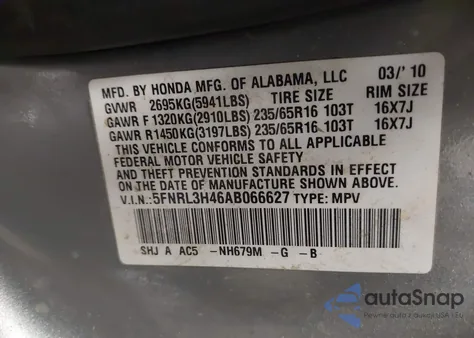 MFD. BY HONDA MFG. OF ALABAMA, LLC 03/'10
GVWR 2695KG(5941LBS) TIRE SIZE RIM SIZE
GAWR F 1320KG(2910LBS) 235/65R16 103T 16X7J
GAWR R1450KG(3197LBS) 235/65R16 103T 16X7J
THIS VEHICLE CONFORMS TO ALL APPLICABLE
FEDERAL MOTOR VEHICLE SAFETY
AND THEFT PREVENTION STANDARDS IN EFFECT
ON THE DATE OF MANUFACTURE SHOWN ABOVE.
V.I.N.:5FNRL3H46AB066627 TYPE: MPV
SHJ A AC5 -NH679M -G -B
autoSnap